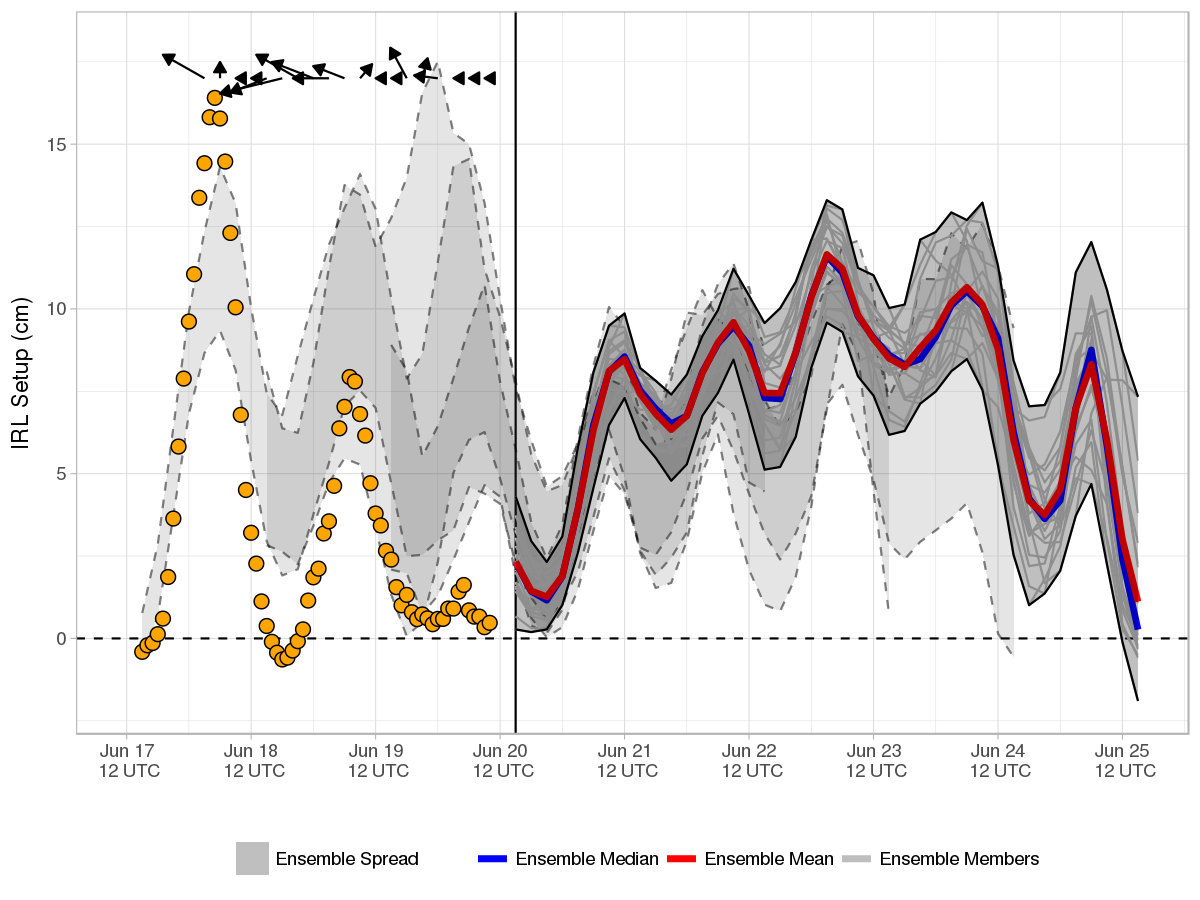 IRL Setup (cm)
15
10
5
0
Jun 17 Jun 18 Jun 19 Jun 20 Jun 21 Jun 22 Jun 23 Jun 24 Jun 25
12 UTC 12 UTC 12 UTC 12 UTC 12 UTC 12 UTC 12 UTC 12 UTC 12 UTC
Ensemble Spread Ensemble Median Ensemble Mean Ensemble Members